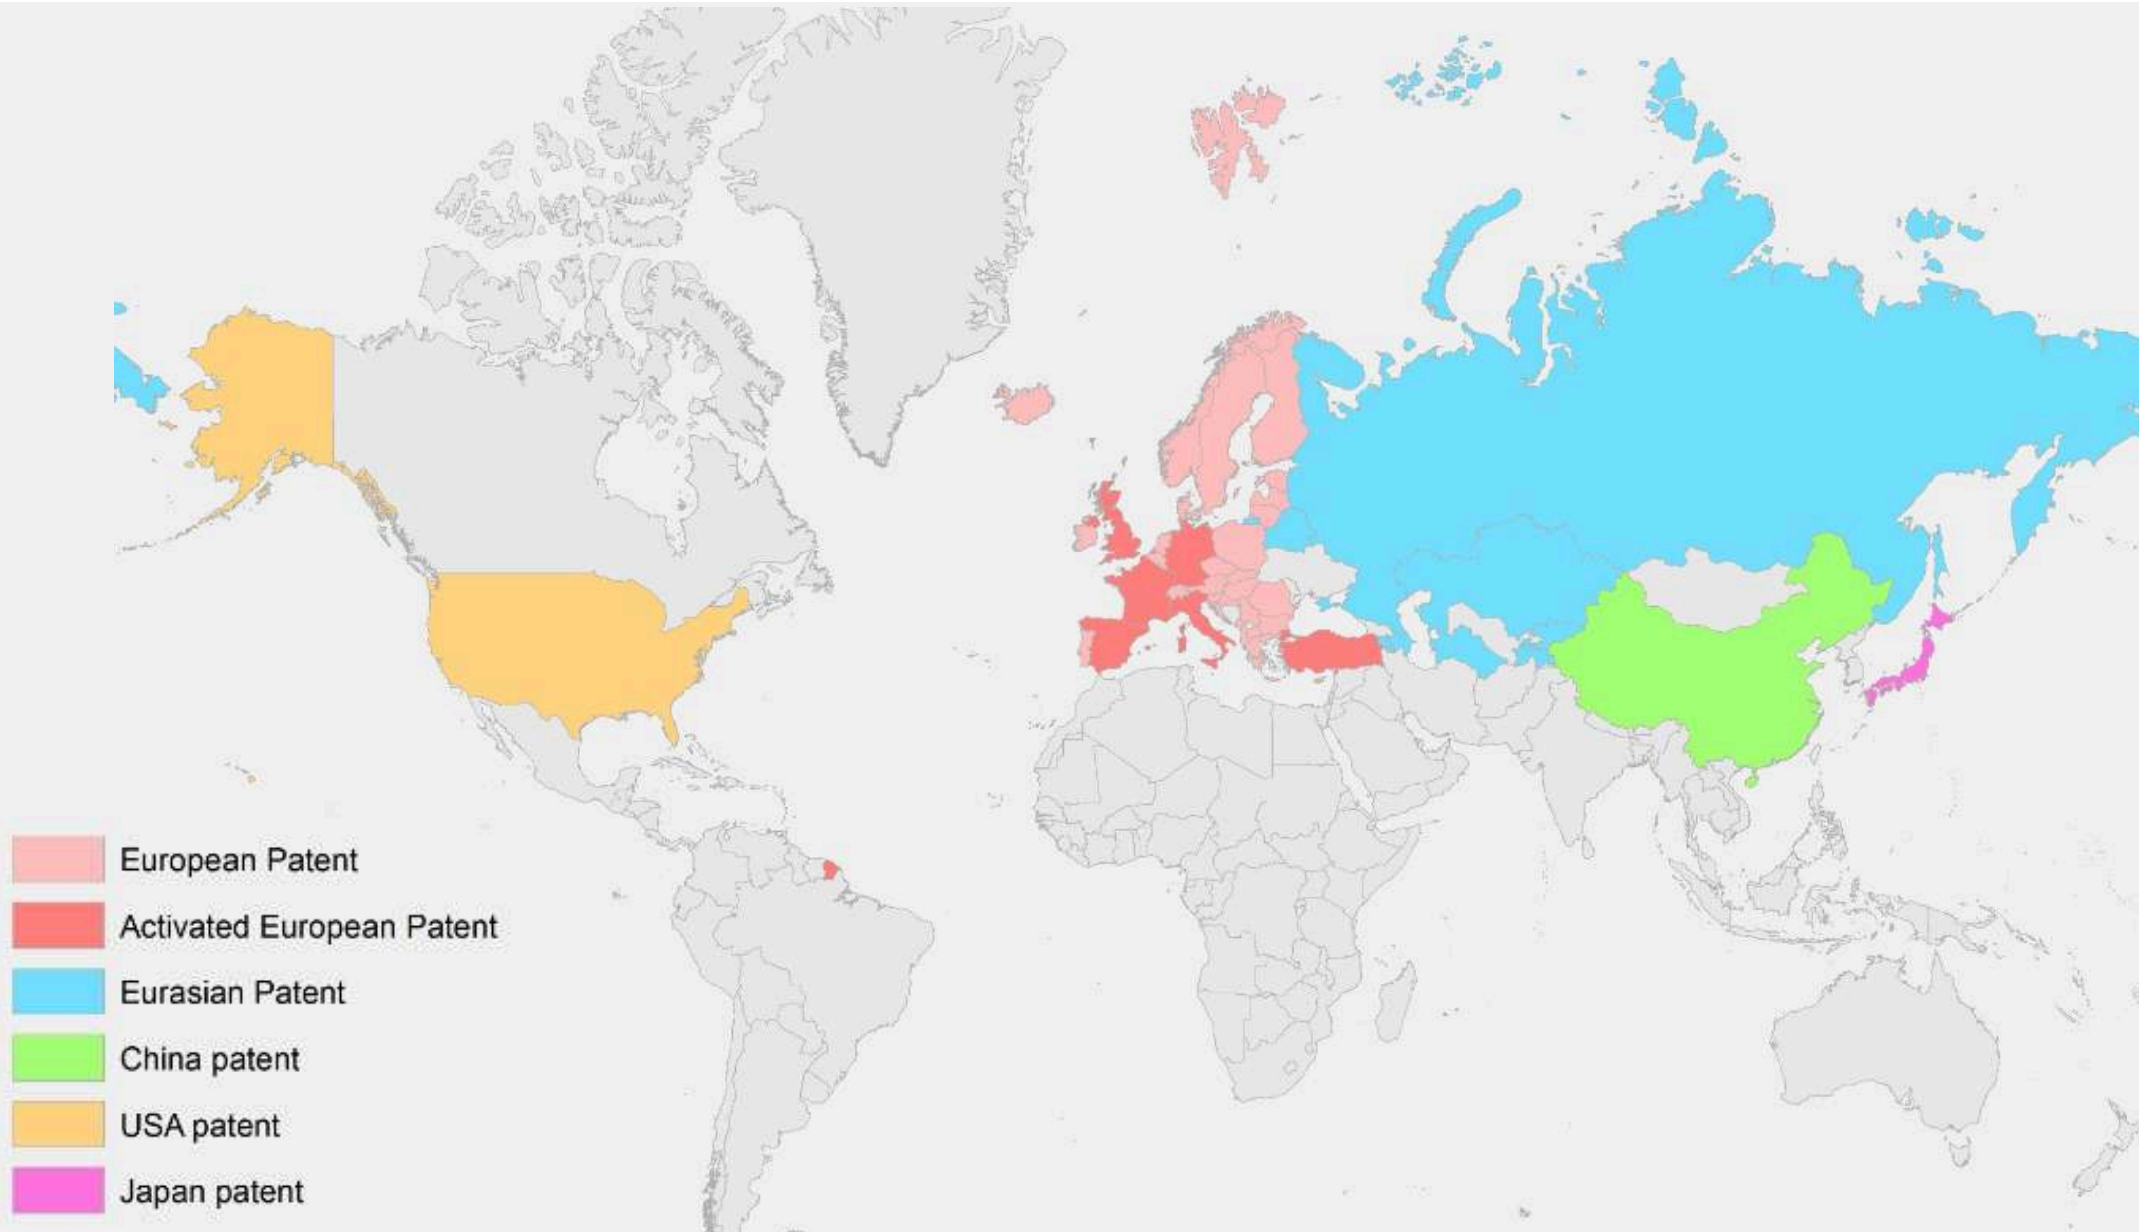 European Patent
Activated European Patent
Eurasian Patent
China patent
USA patent
Japan patent